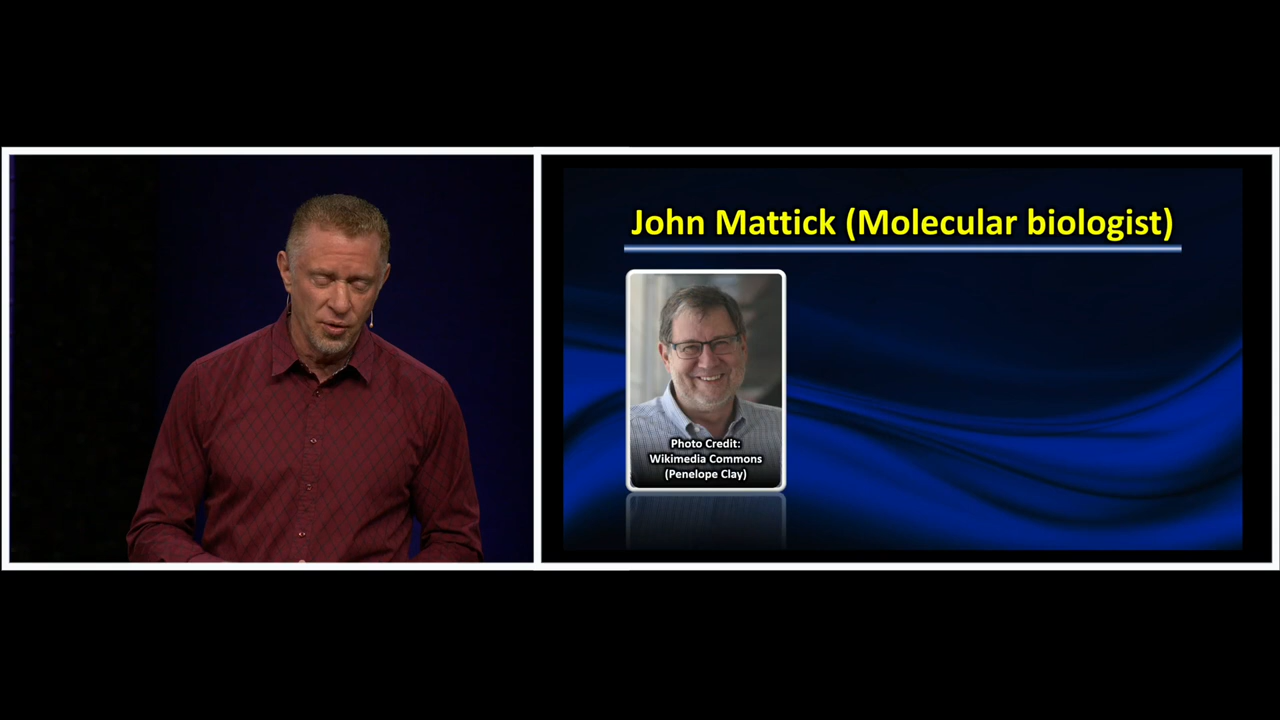 John Mattick (Molecular biologist)
Photo Credit:
Wikimedia Commons
(Penelope Clay)